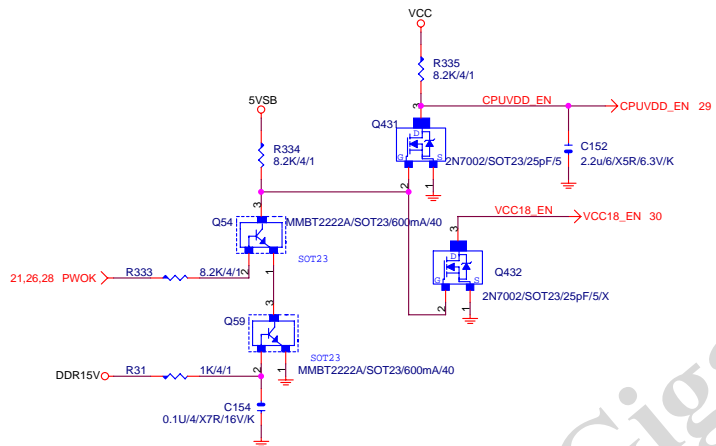 VCC
R335
8.2K/4/1
3
CPUVDD_EN
CPUVDD_EN 29
5VSB
Q431
D
G
S
2N7002/SOT23/25pF/5
C152
2.2u/6/X5R/6.3V/K
R334
8.2K/4/1
2
1
3
VCC18_EN
VCC18_EN 30
Q54
MMBT2222A/SOT23/600mA/40
3
SOT23
D
G
S
Q432
21,26,28 PWOK
R333
8.2K/4/1
2
1
2N7002/SOT23/25pF/5/X
2
1
3
Q59
SOT23
DDR15V
R31
1K/4/1
2
1
MMBT2222A/SOT23/600mA/40
C154
0.1U/4/X7R/16V/K
Giga